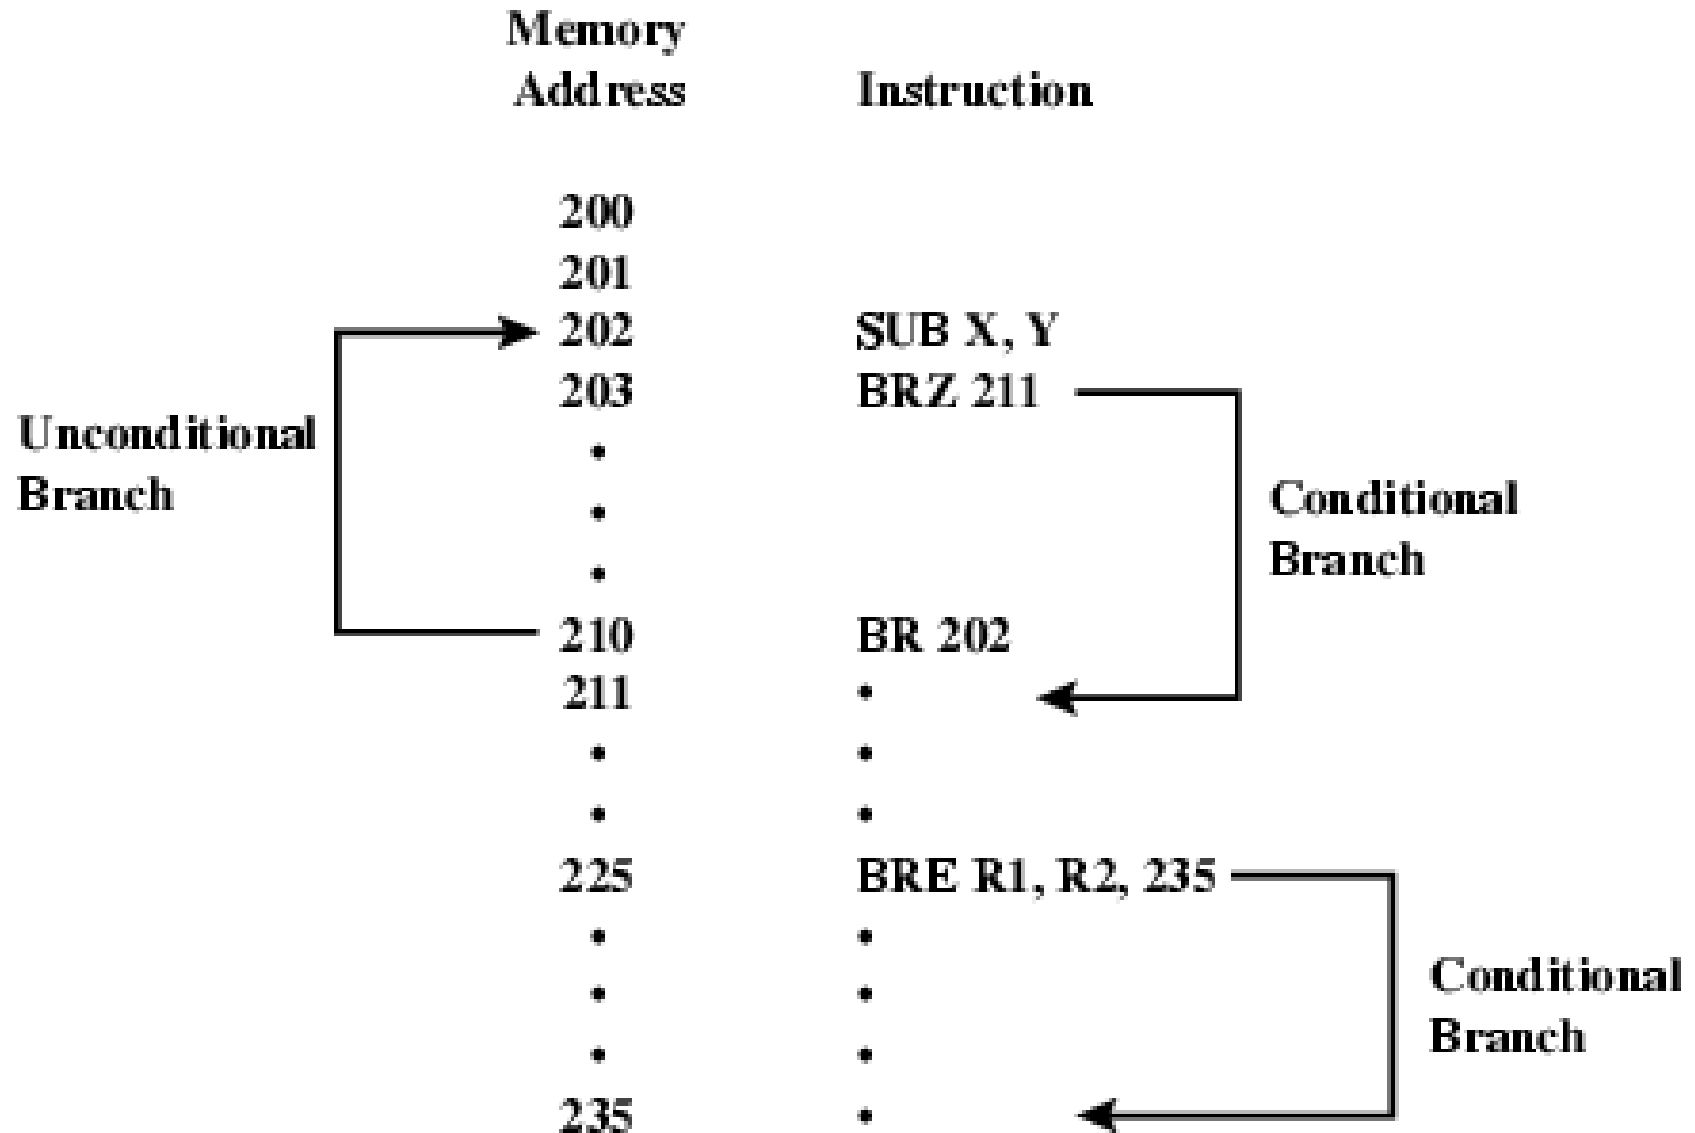 Memory
Address Instruction
200
201
202 SUB X, Y
203 BRZ 211
Unconditional
Branch
Conditional
Branch
210 BR 202
211
225 BRE R1, R2, 235
Conditional
Branch
235